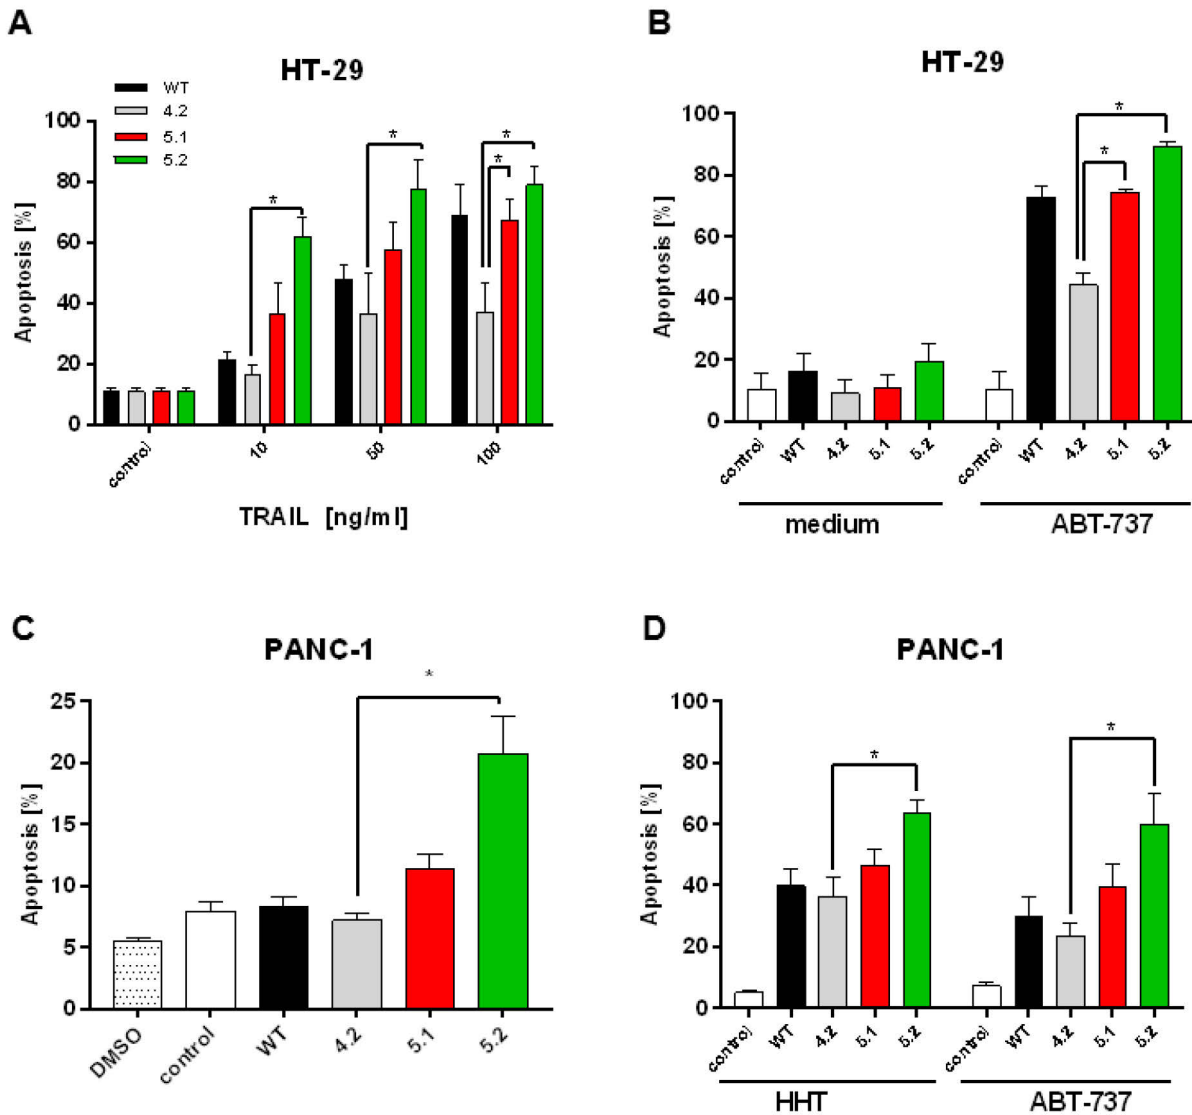 A
HT-29
WT
4.2
5.1
5.2
Apoptosis [%]
100
80
60
40
20
0
* * * *
control 10 50 100
TRAIL [ng/ml]
B
HT-29
Apoptosis [%]
100
80
60
40
20
0
* *
control WT 4.2 5.1 5.2 control WT 4.2 5.1 5.2
medium ABT-737
C
PANC-1
Apoptosis [%]
25
20
15
10
5
0
*
DMSO control WT 4.2 5.1 5.2
D
PANC-1
Apoptosis [%]
100
80
60
40
20
0
* *
control WT 4.2 5.1 5.2 control WT 4.2 5.1 5.2
HHT ABT-737